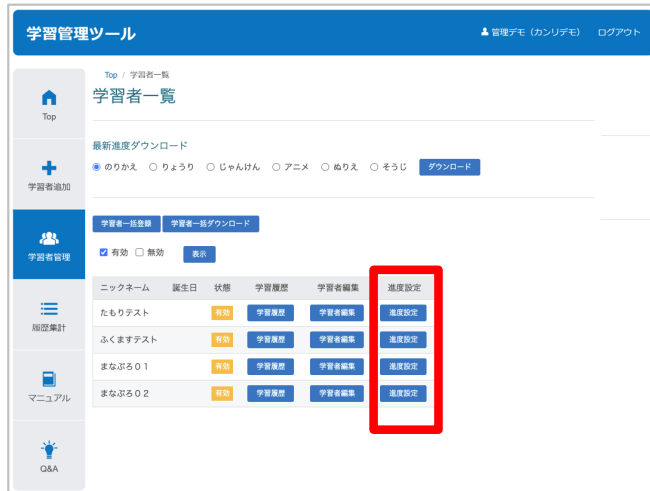 学習管理ツール
管理デモ（カンリデモ） ログアウト
Top / 学習者一覧
学習者一覧
Top
学習者追加
学習者管理
履歴集計
マニュアル
Q&A
最新進度ダウンロード
のりかえ りょうり じゃんけん アニメ ぬりえ そうじ ダウンロード
学習者一括登録 学習者一括ダウンロード
有効 無効 表示
ニックネーム 誕生日 状態 学習履歴 学習者編集 進度設定
たもりテスト 有効 学習履歴 学習者編集 進度設定
ふくますテスト 有効 学習履歴 学習者編集 進度設定
まなぷろ０１ 有効 学習履歴 学習者編集 進度設定
まなぷろ０２ 有効 学習履歴 学習者編集 進度設定